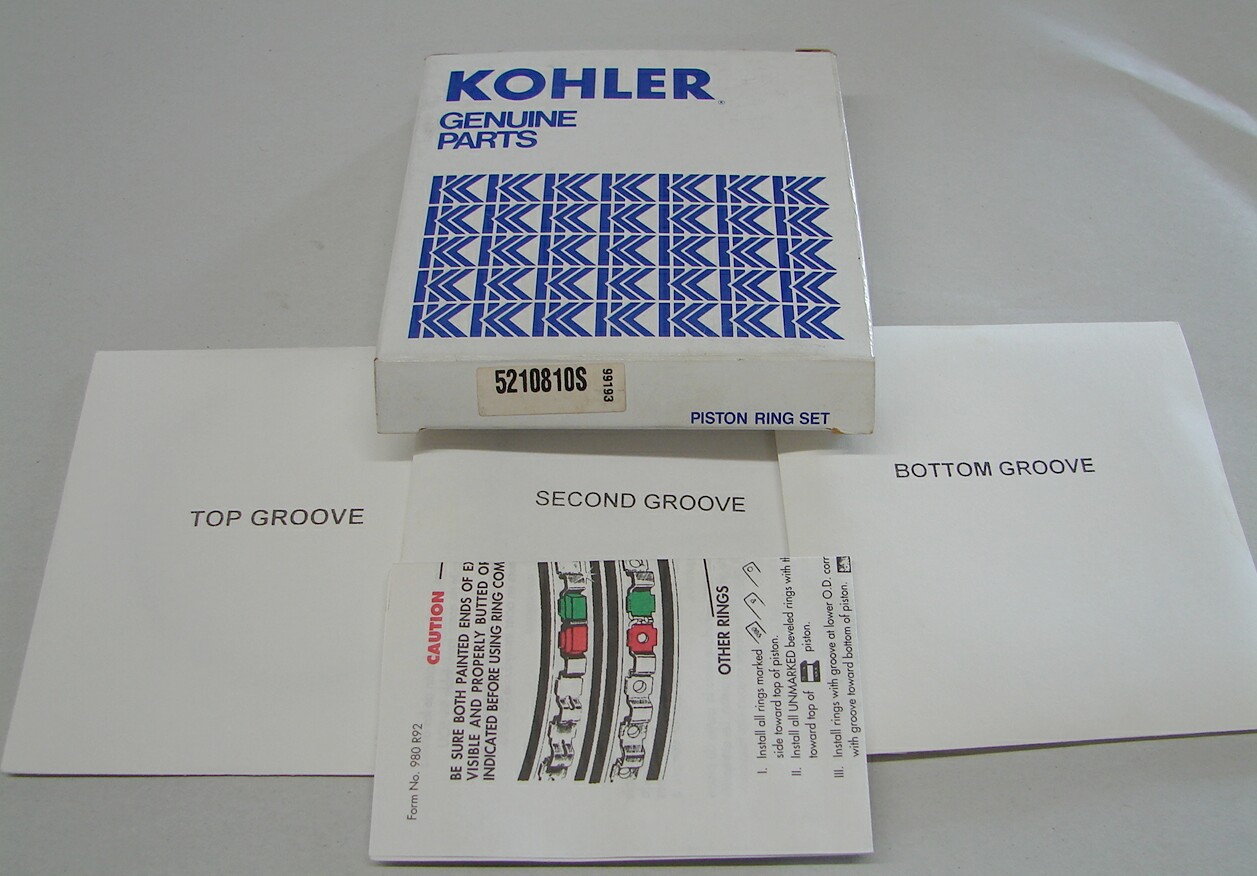 KOHLER
GENUINE
PARTS
5210810S
99193
PISTON RING SET
TOP GROOVE
SECOND GROOVE
BOTTOM GROOVE
Form No. 980 R92
CAUTION
BE SURE BOTH PAINTED ENDS OF
VISIBLE AND PROPERLY BUTTED
INDICATED BEFORE USING RING
OTHER RINGS
I. Install all rings marked
side toward top of piston.
II. Install all UNMARKED beveled rings with
toward top of piston.
III. Install rings with groove at lower O.D.
with groove toward bottom of piston.